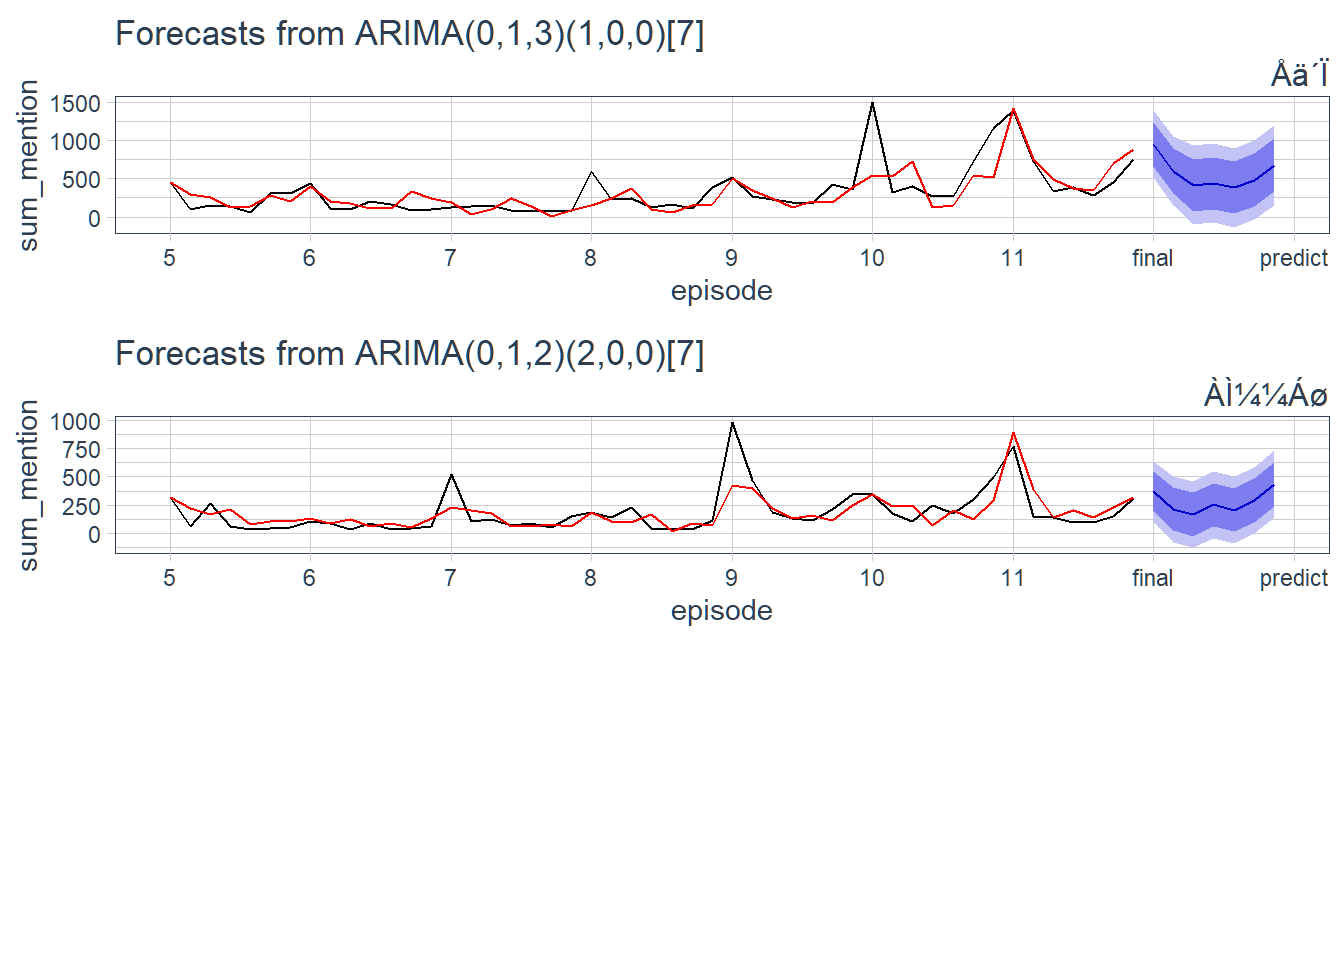 Forecasts from ARIMA(0,1,3)(1,0,0)[7]
Åä´Ï
sum_mention
1500
1000
500
0
5 6 7 8 9 10 11 final predict
episode
Forecasts from ARIMA(0,1,2)(2,0,0)[7]
ÀÌ¼¼Áø
sum_mention
1000
750
500
250
0
5 6 7 8 9 10 11 final predict
episode